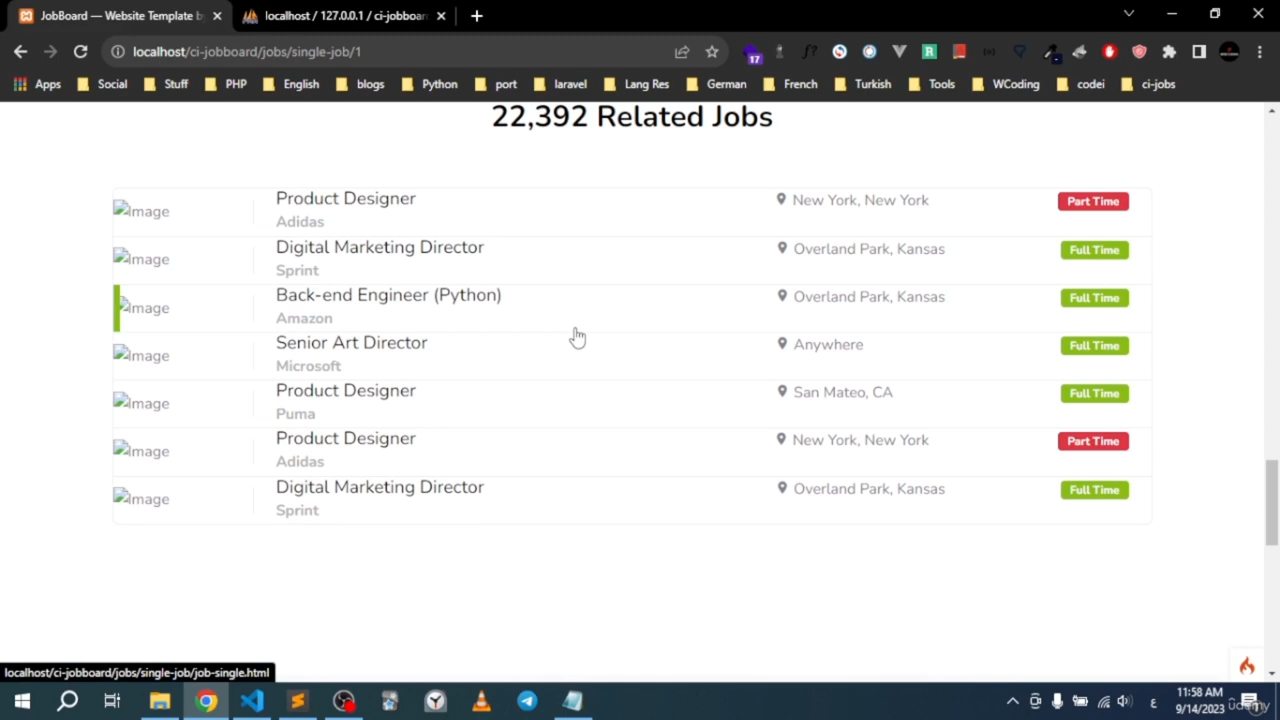 JobBoard — Website Template by
localhost / 127.0.0.1 / ci-jobboar
localhost/ci-jobboard/jobs/single-job/1
17
Apps Social Stuff PHP English blogs Python port laravel Lang Res German French Turkish Tools WCoding codei ci-jobs
22,392 Related Jobs
Image Product Designer New York, New York Part Time
Adidas
Image Digital Marketing Director Overland Park, Kansas Full Time
Sprint
Image Back-end Engineer (Python) Overland Park, Kansas Full Time
Amazon
Image Senior Art Director Anywhere Full Time
Microsoft
Image Product Designer San Mateo, CA Full Time
Puma
Image Product Designer New York, New York Part Time
Adidas
Image Digital Marketing Director Overland Park, Kansas Full Time
Sprint
localhost/ci-jobboard/jobs/single-job/job-single.html
ع
11:58 AM
9/14/2023
udemy